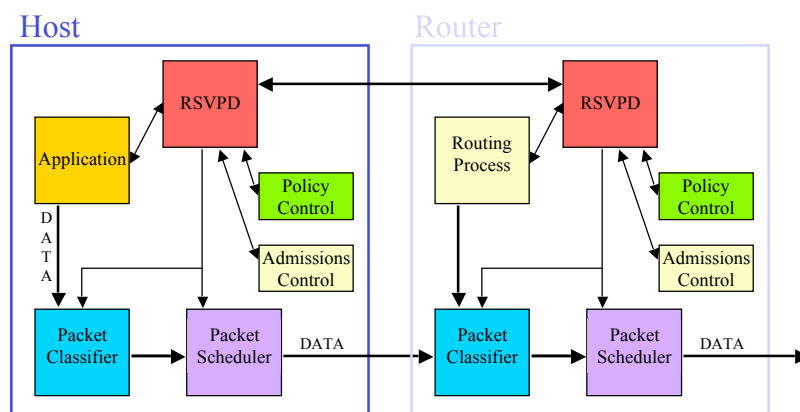 Host
Router
RSVPD
Application
Policy
Control
Admissions
Control
D
A
T
A
Packet
Classifier
Packet
Scheduler
DATA
RSVPD
Routing
Process
Policy
Control
Admissions
Control
Packet
Classifier
Packet
Scheduler
DATA